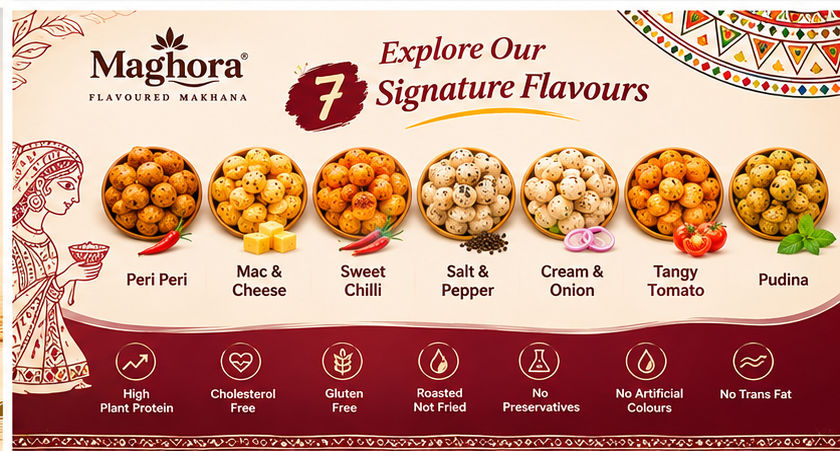 Maghora®
FLAVOURED MAKHANA
7
Explore Our
Signature Flavours
Peri Peri
Mac &
Cheese
Sweet
Chilli
Salt &
Pepper
Cream &
Onion
Tangy
Tomato
Pudina
High
Plant Protein
Cholesterol
Free
Gluten
Free
Roasted
Not Fried
No
Preservatives
No Artificial
Colours
No Trans Fat